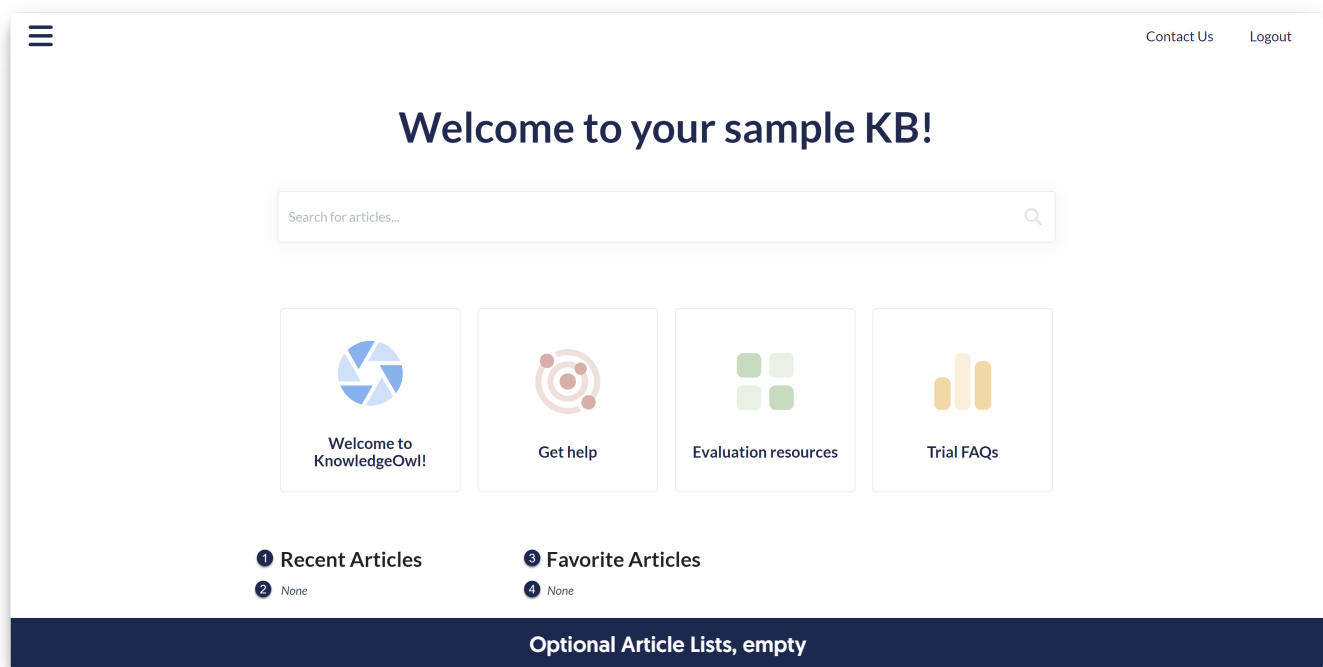 Contact Us Logout
Welcome to your sample KB!
Search for articles...
Welcome to
KnowledgeOwl!
Get help
Evaluation resources
Trial FAQs
1 Recent Articles
2 None
3 Favorite Articles
4 None
Optional Article Lists, empty